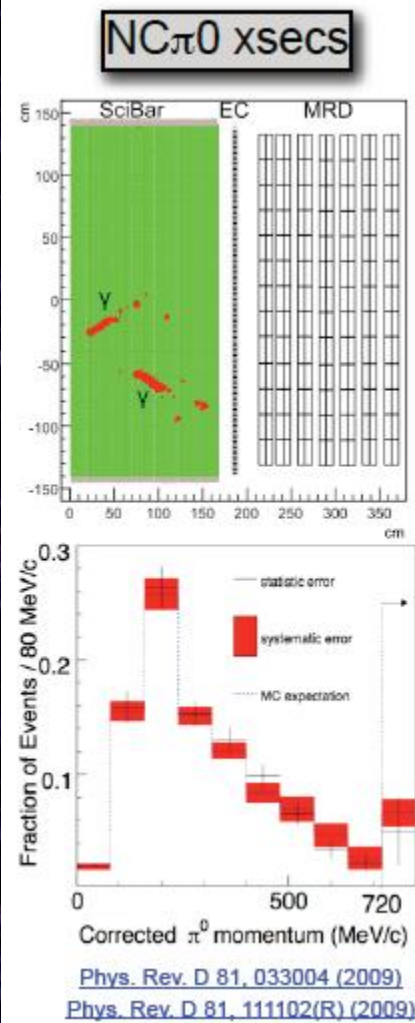 NCπ0 xsecs
SciBar EC MRD
cm
150
100
50
0
-50
-100
-150
γ
γ
0 50 100 150 200 250 300 350
cm
Fraction of Events / 80 MeV/c
0.3
0.2
0.1
statistic error
systematic error
MC expectation
0 500 720
Corrected π⁰ momentum (MeV/c)
Phys. Rev. D 81, 033004 (2009)
Phys. Rev. D 81, 111102(R) (2009)